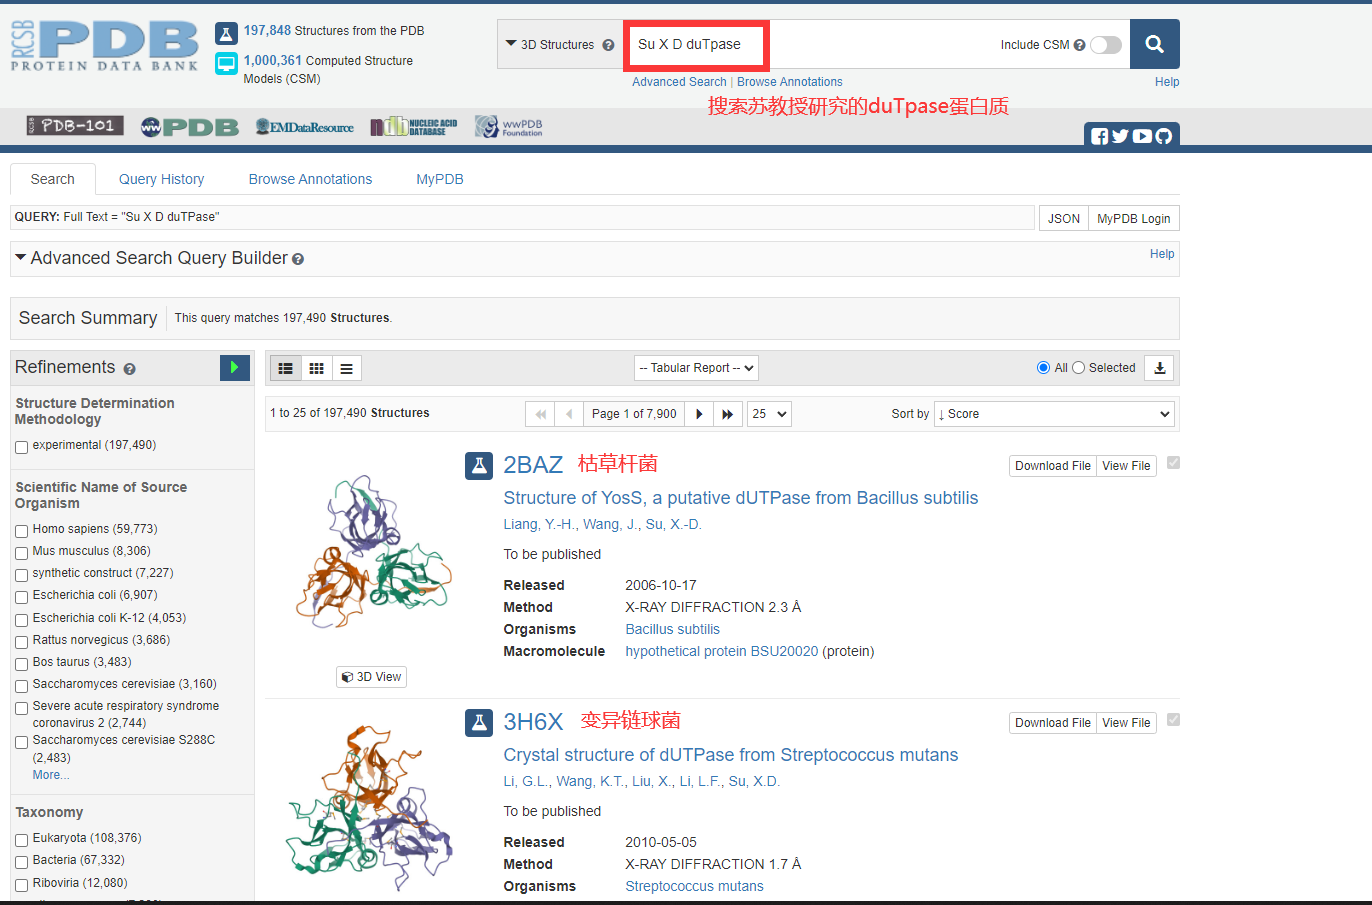 RCSB PDB
PROTEIN DATA BANK
197,848 Structures from the PDB
1,000,361 Computed Structure
Models (CSM)
3D Structures
Su X D duTpase
Include CSM
Advanced Search | Browse Annotations
Help
搜索苏教授研究的duTpase蛋白质
RCSB PDB-101
wwPDB
EMDataResource
ndb NUCLEIC ACID DATABASE
wwPDB Foundation
Search
Query History
Browse Annotations
MyPDB
QUERY: Full Text = "Su X D duTPase"
JSON
MyPDB Login
Advanced Search Query Builder
Help
Search Summary
This query matches 197,490 Structures.
Refinements
-- Tabular Report --
All
Selected
Structure Determination
Methodology
experimental (197,490)
Scientific Name of Source
Organism
Homo sapiens (59,773)
Mus musculus (8,306)
synthetic construct (7,227)
Escherichia coli (6,907)
Escherichia coli K-12 (4,053)
Rattus norvegicus (3,686)
Bos taurus (3,483)
Saccharomyces cerevisiae (3,160)
Severe acute respiratory syndrome
coronavirus 2 (2,744)
Saccharomyces cerevisiae S288C
(2,483)
More...
Taxonomy
Eukaryota (108,376)
Bacteria (67,332)
Riboviria (12,080)
1 to 25 of 197,490 Structures
Page 1 of 7,900
25
Sort by
↓ Score
2BAZ
枯草杆菌
Download File
View File
Structure of YosS, a putative dUTPase from Bacillus subtilis
Liang, Y.-H., Wang, J., Su, X.-D.
To be published
Released 2006-10-17
Method X-RAY DIFFRACTION 2.3 Å
Organisms Bacillus subtilis
Macromolecule hypothetical protein BSU20020 (protein)
3D View
3H6X
变异链球菌
Download File
View File
Crystal structure of dUTPase from Streptococcus mutans
Li, G.L., Wang, K.T., Liu, X., Li, L.F., Su, X.D.
To be published
Released 2010-05-05
Method X-RAY DIFFRACTION 1.7 Å
Organisms Streptococcus mutans